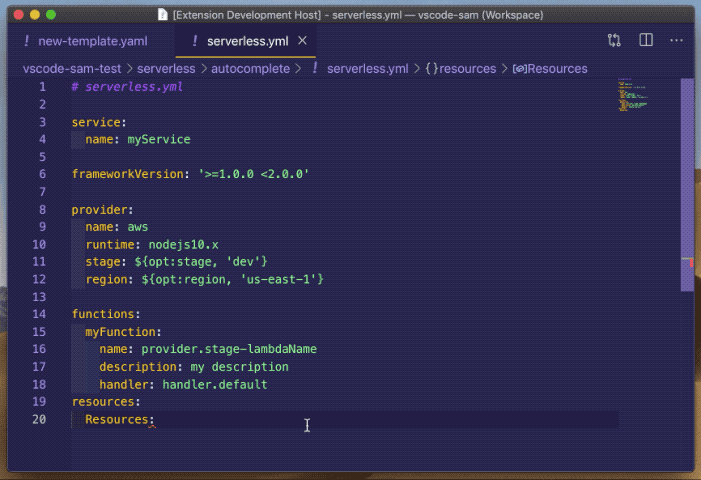 [Extension Development Host] - serverless.yml — vscode-sam (Workspace)
! new-template.yaml ! serverless.yml ×
vscode-sam-test > serverless > autocomplete > ! serverless.yml > {} resources > Resources
1 # serverless.yml
2
3 service:
4 name: myService
5
6 frameworkVersion: '>=1.0.0 <2.0.0'
7
8 provider:
9 name: aws
10 runtime: nodejs10.x
11 stage: ${opt:stage, 'dev'}
12 region: ${opt:region, 'us-east-1'}
13
14 functions:
15 myFunction:
16 name: provider.stage-lambdaName
17 description: my description
18 handler: handler.default
19 resources:
20 Resources: